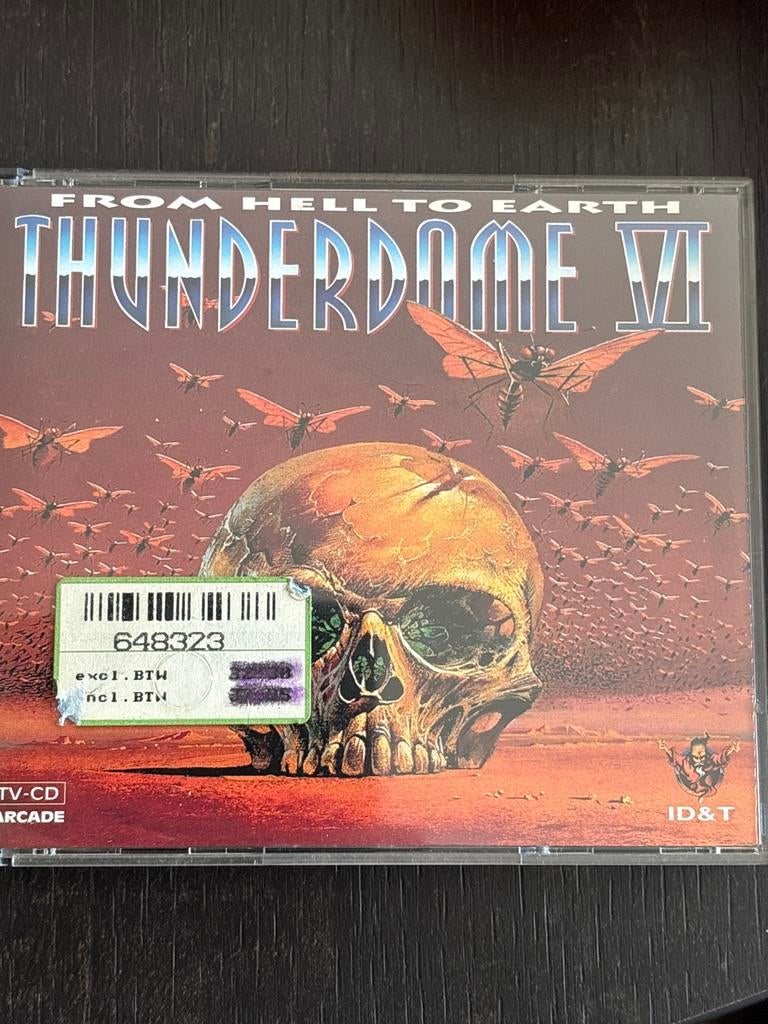 FROM HELL TO EARTH
THUNDERDOME VI
648323
excl.BTW
ncl.BTW
TV-CD
ARCADE
ID&T